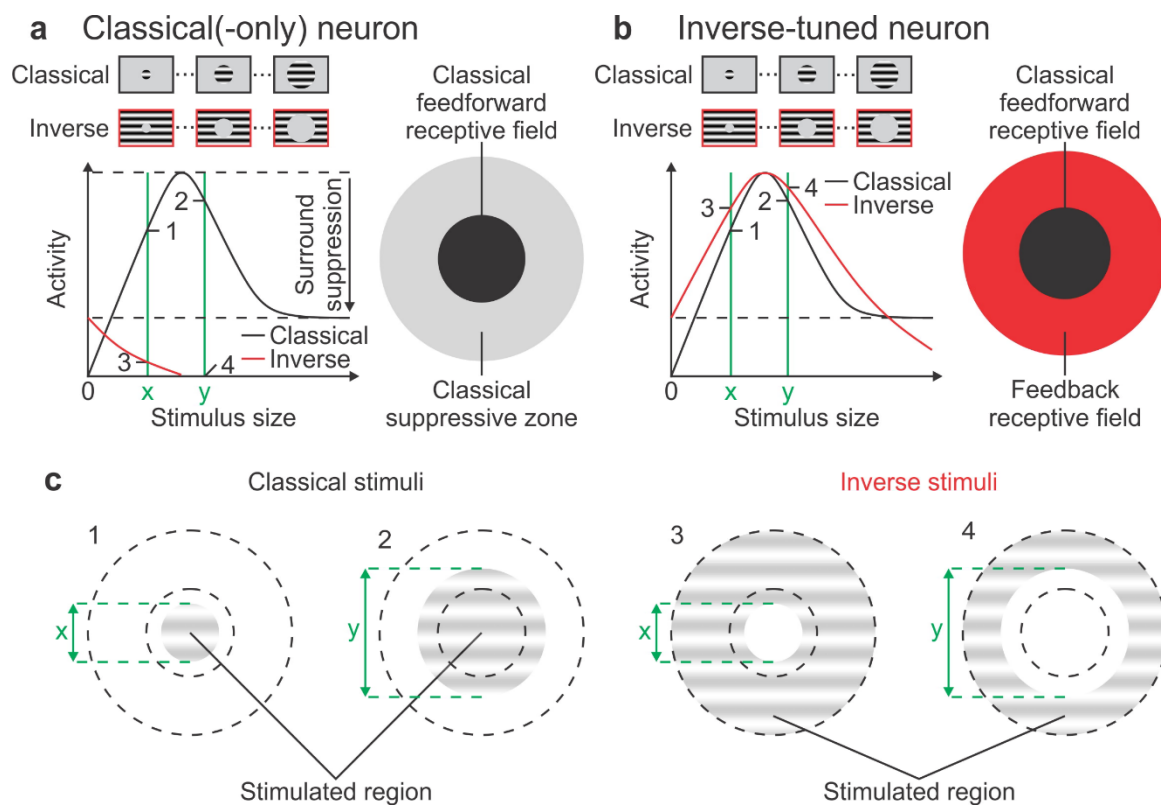 a Classical(-only) neuron
Classical
Inverse
Classical
feedforward
receptive field
Activity
1
2
3
4
Surround
suppression
Classical
Inverse
0
x
y
Stimulus size
Classical
suppressive zone
b Inverse-tuned neuron
Classical
Inverse
Classical
feedforward
receptive field
Activity
3
1
2
4
Classical
Inverse
0
x
y
Stimulus size
Feedback
receptive field
c
Classical stimuli
1
x
2
y
Stimulated region
Inverse stimuli
3
x
4
y
Stimulated region